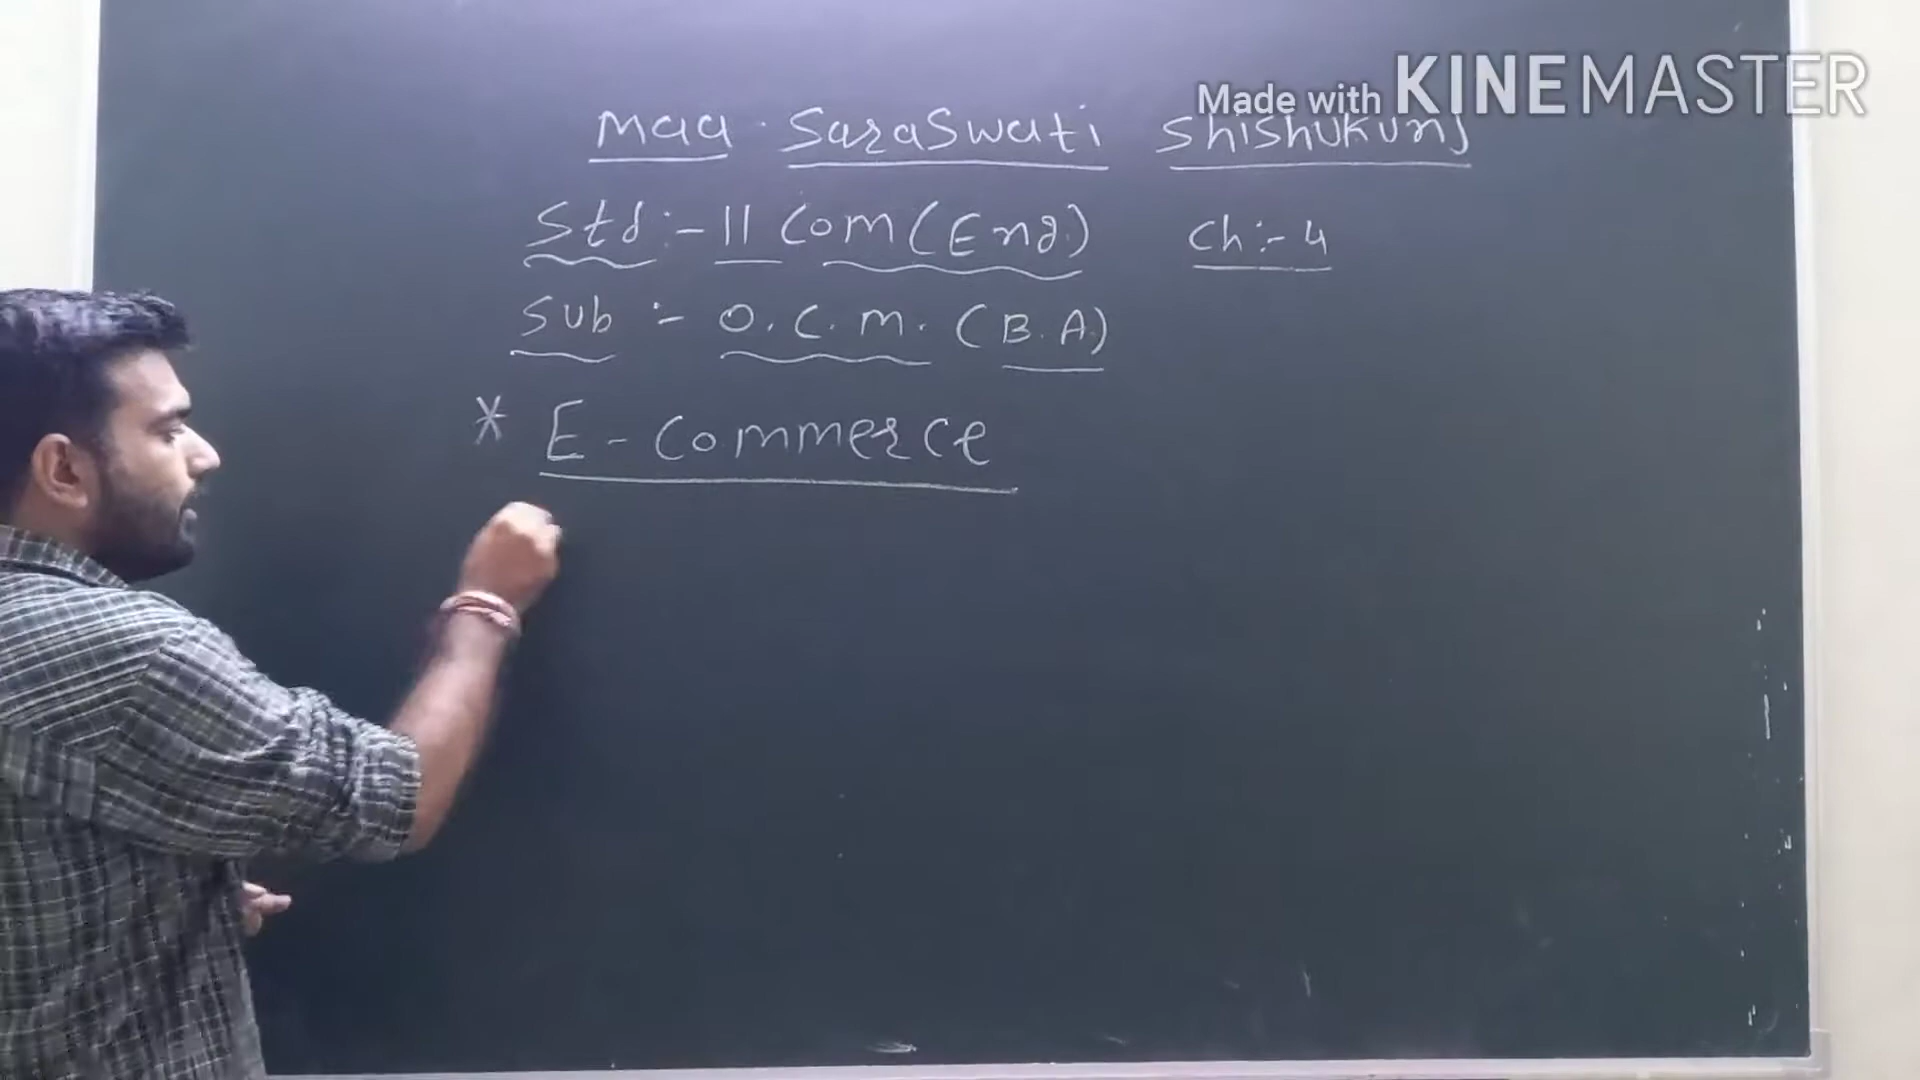 Made with KINEMASTER
Maa Saraswati Shishukunj
Std :- 11 Com (Eng.) Ch :- 4
Sub :- O.C.M. (B.A)
* E-Commerce